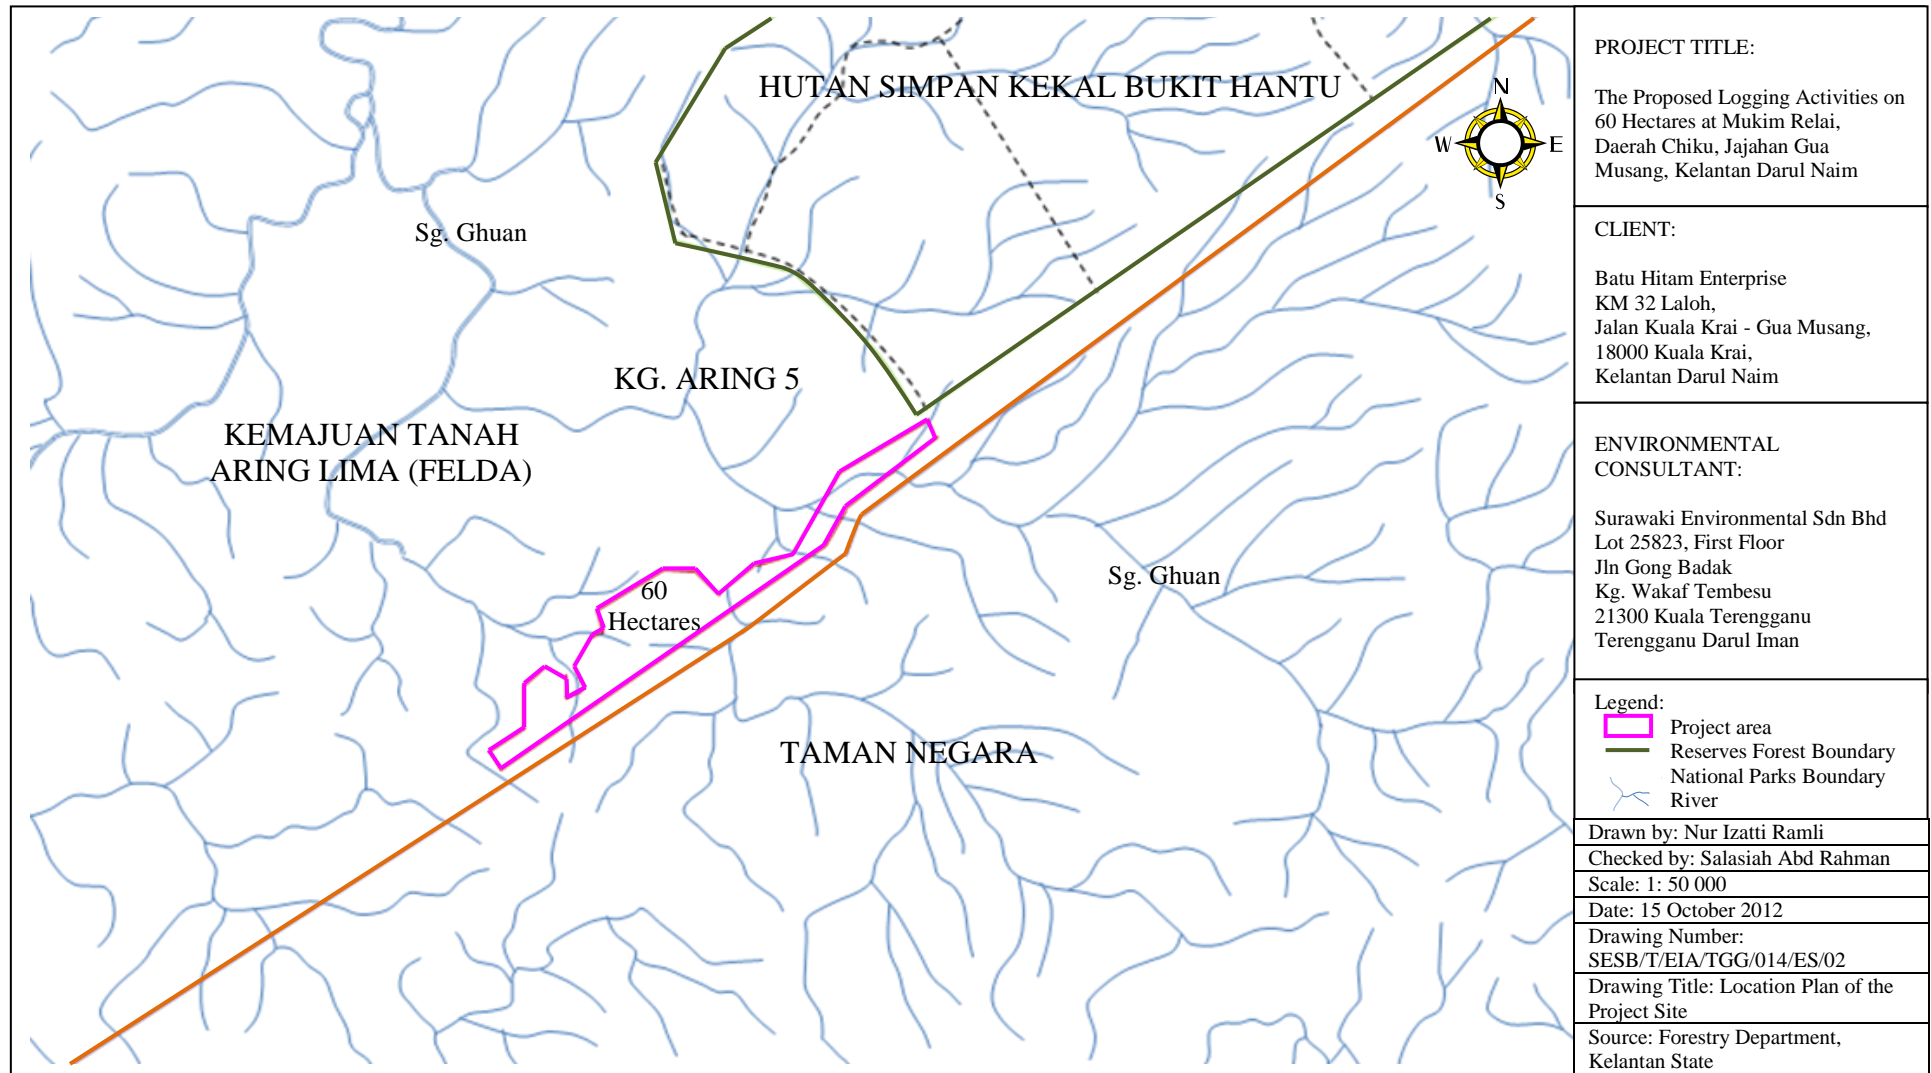 HUTAN SIMPAN KEKAL BUKIT HANTU
N
W
E
S
Sg. Ghuan
KG. ARING 5
KEMAJUAN TANAH
ARING LIMA (FELDA)
60
Hectares
Sg. Ghuan
TAMAN NEGARA
PROJECT TITLE:
The Proposed Logging Activities on
60 Hectares at Mukim Relai,
Daerah Chiku, Jajahan Gua
Musang, Kelantan Darul Naim
CLIENT:
Batu Hitam Enterprise
KM 32 Laloh,
Jalan Kuala Krai - Gua Musang,
18000 Kuala Krai,
Kelantan Darul Naim
ENVIRONMENTAL
CONSULTANT:
Surawaki Environmental Sdn Bhd
Lot 25823, First Floor
Jln Gong Badak
Kg. Wakaf Tembesu
21300 Kuala Terengganu
Terengganu Darul Iman
Legend:
Project area
Reserves Forest Boundary
National Parks Boundary
River
Drawn by: Nur Izatti Ramli
Checked by: Salasiah Abd Rahman
Scale: 1: 50 000
Date: 15 October 2012
Drawing Number:
SESB/T/EIA/TGG/014/ES/02
Drawing Title: Location Plan of the
Project Site
Source: Forestry Department,
Kelantan State